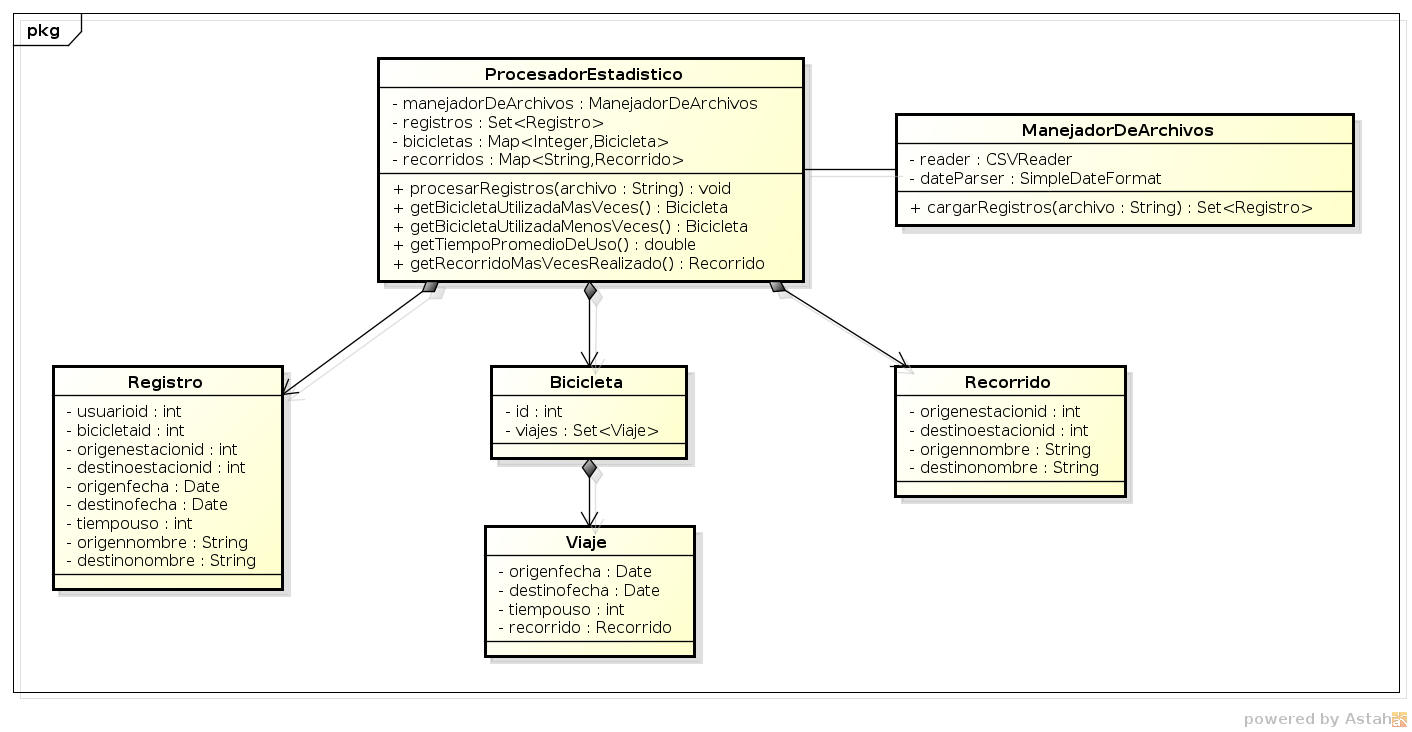 pkg
ProcesadorEstadistico
- manejadorDeArchivos : ManejadorDeArchivos
- registros : Set<Registro>
- bicicletas : Map<Integer,Bicicleta>
- recorridos : Map<String,Recorrido>
+ procesarRegistros(archivo : String) : void
+ getBicicletaUtilizadaMasVeces() : Bicicleta
+ getBicicletaUtilizadaMenosVeces() : Bicicleta
+ getTiempoPromedioDeUso() : double
+ getRecorridoMasVecesRealizado() : Recorrido
ManejadorDeArchivos
- reader : CSVReader
- dateParser : SimpleDateFormat
+ cargarRegistros(archivo : String) : Set<Registro>
Registro
- usuarioid : int
- bicicletaid : int
- origenestacionid : int
- destinoestacionid : int
- origenfecha : Date
- destinofecha : Date
- tiempouso : int
- origennombre : String
- destinonombre : String
Bicicleta
- id : int
- viajes : Set<Viaje>
Recorrido
- origenestacionid : int
- destinoestacionid : int
- origennombre : String
- destinonombre : String
Viaje
- origenfecha : Date
- destinofecha : Date
- tiempouso : int
- recorrido : Recorrido
powered by Astah